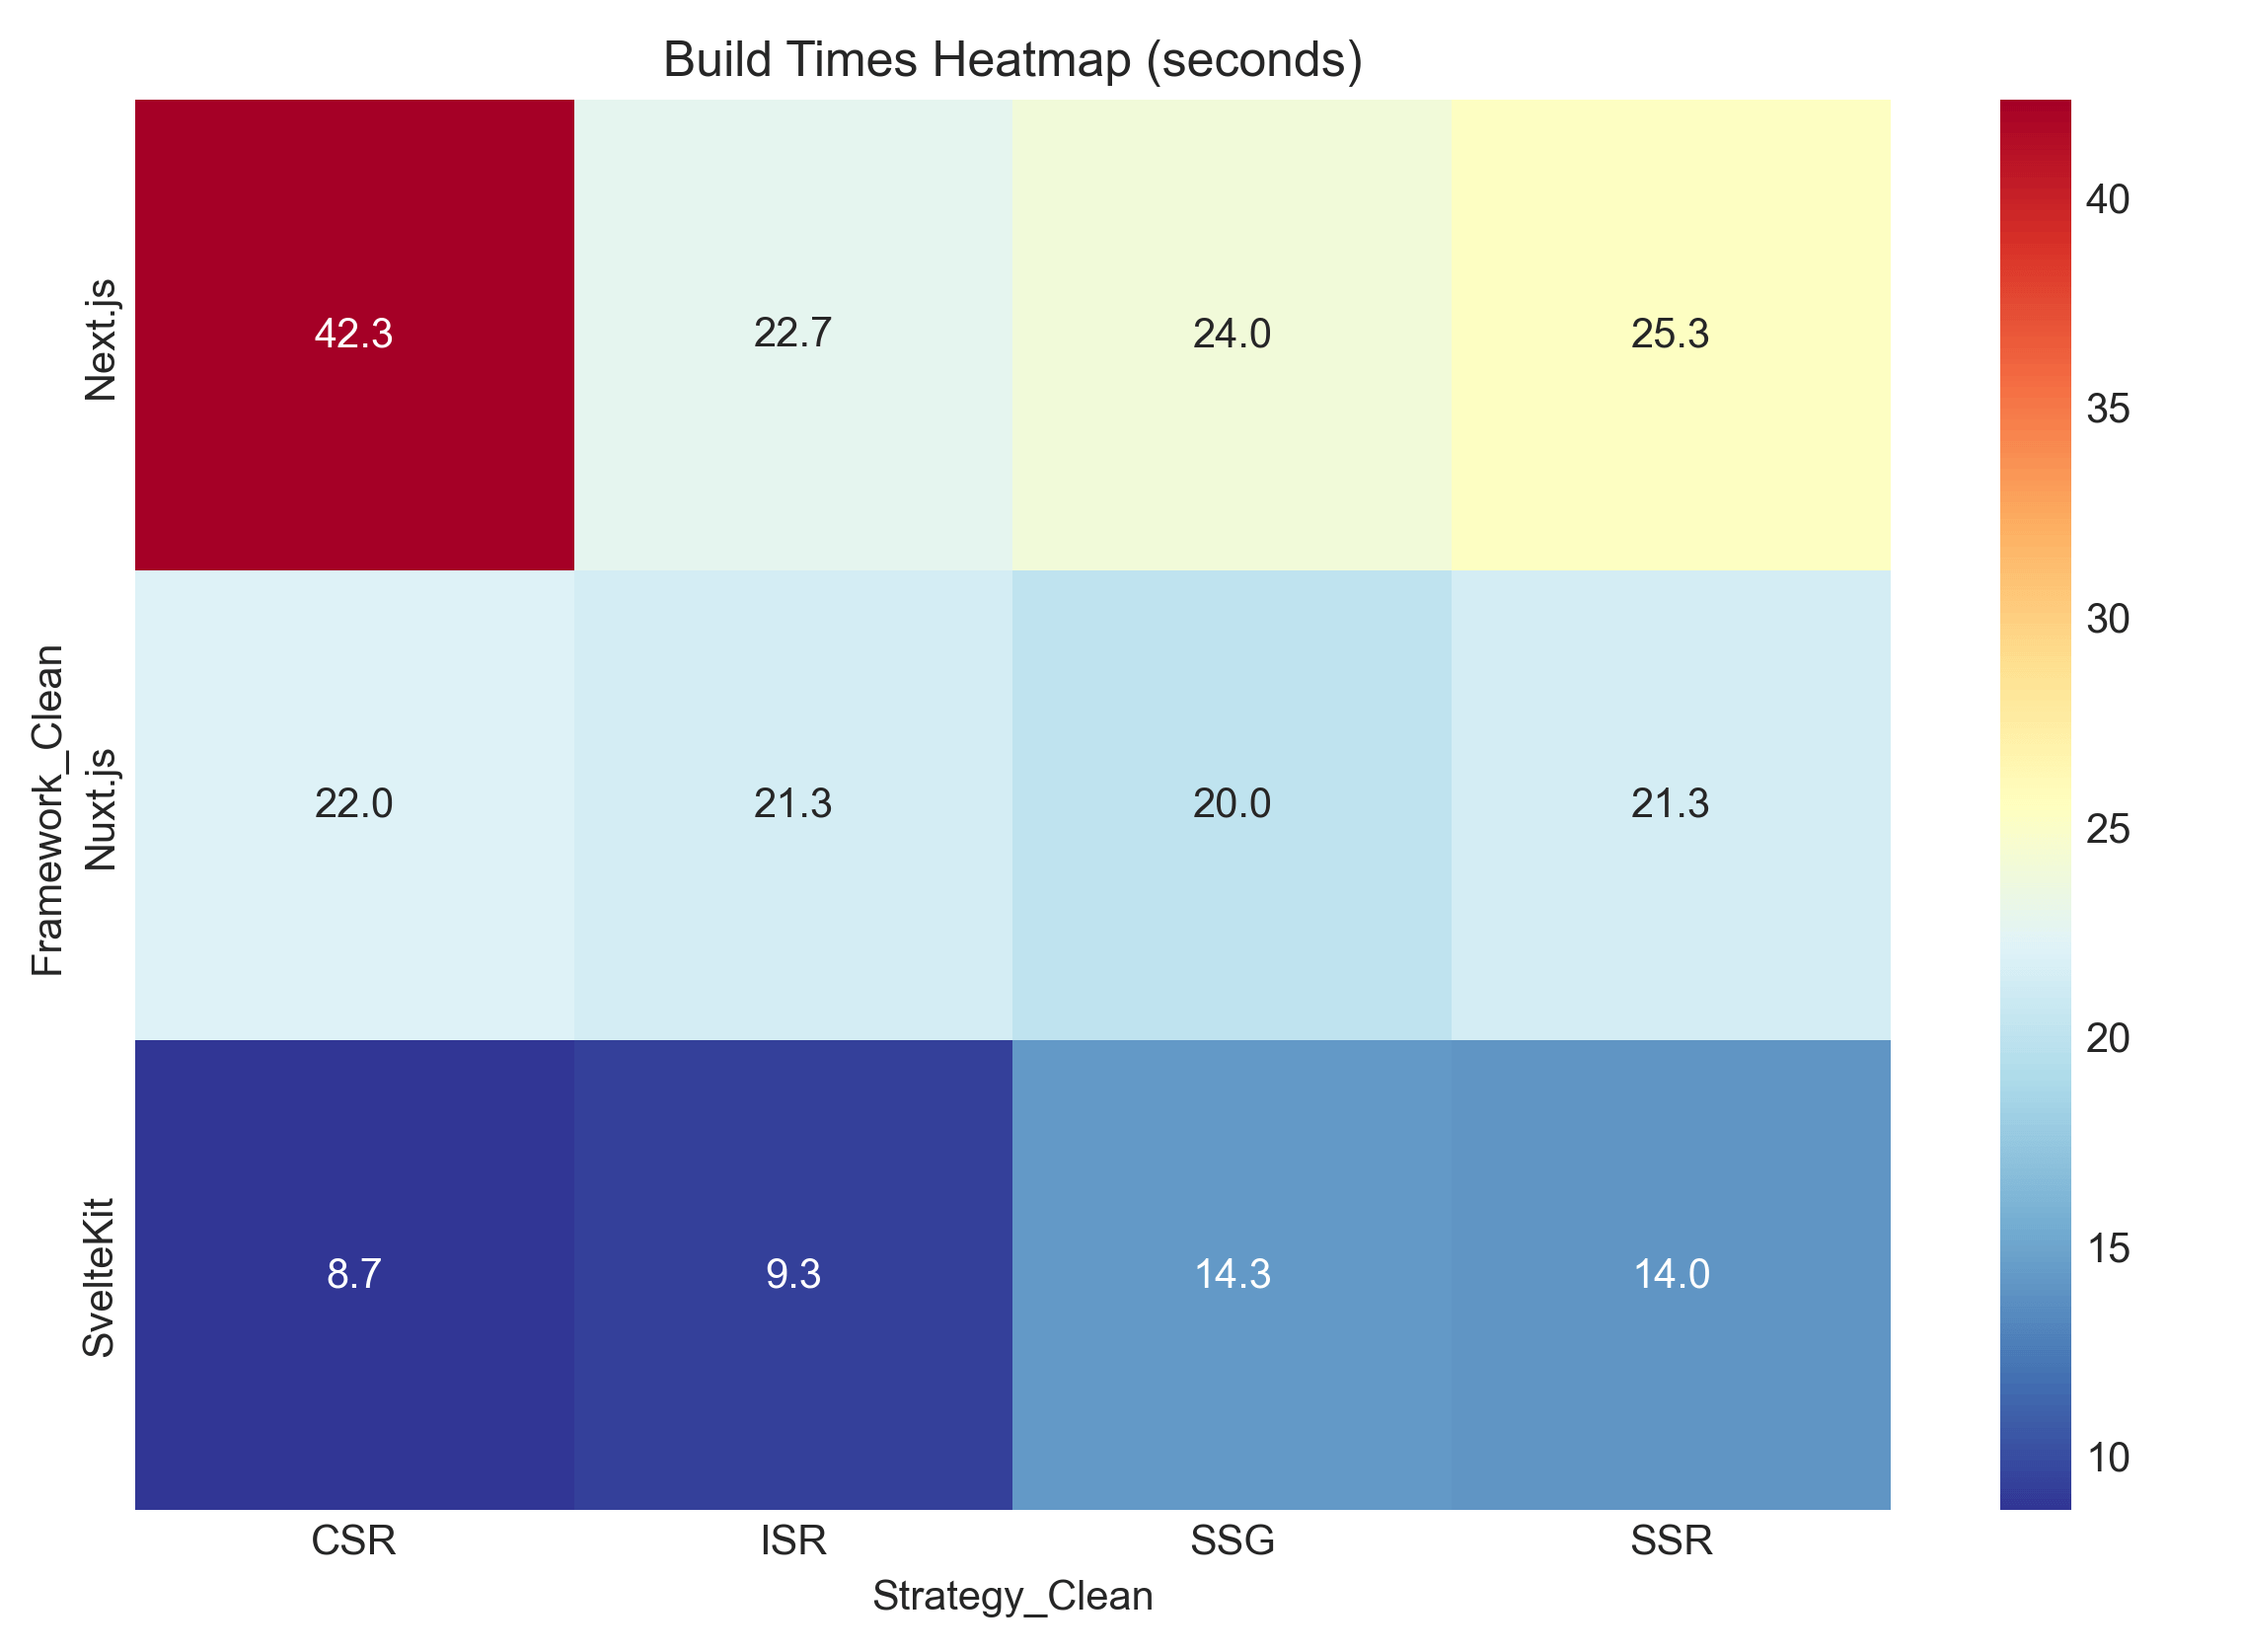 Build Times Heatmap (seconds)
Framework_Clean
Next.js
42.3 22.7 24.0 25.3
Nuxt.js
22.0 21.3 20.0 21.3
SvelteKit
8.7 9.3 14.3 14.0
CSR ISR SSG SSR
Strategy_Clean
40
35
30
25
20
15
10